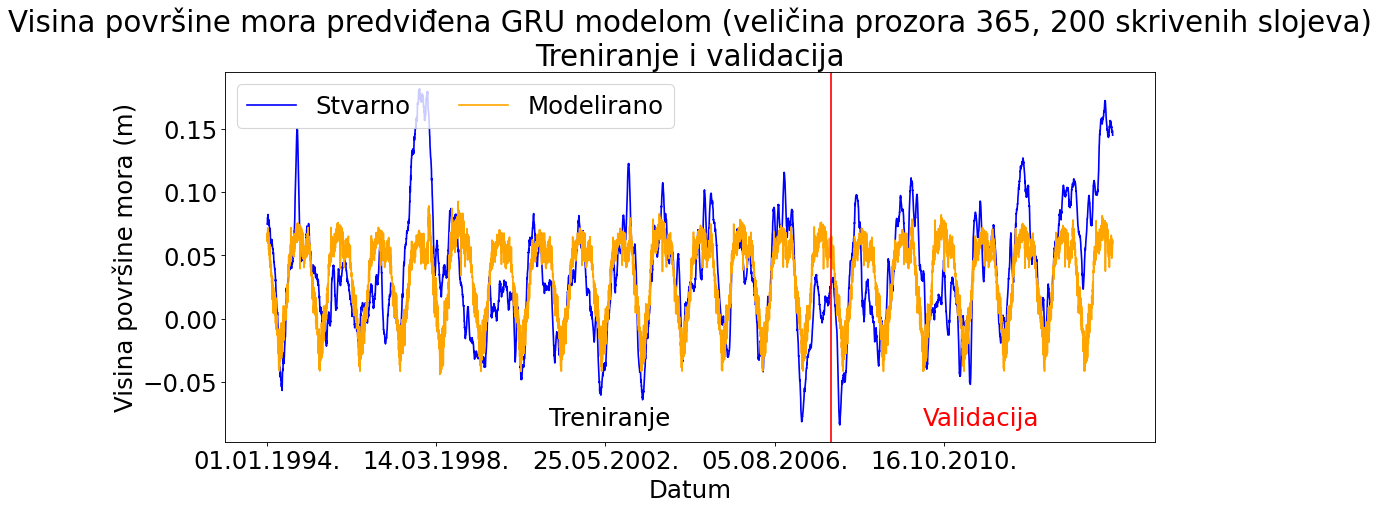 Visina površine mora predviđena GRU modelom (veličina prozora 365, 200 skrivenih slojeva)
Treniranje i validacija
Stvarno Modelirano
Visina površine mora (m)
0.15
0.10
0.05
0.00
−0.05
Treniranje Validacija
01.01.1994. 14.03.1998. 25.05.2002. 05.08.2006. 16.10.2010.
Datum